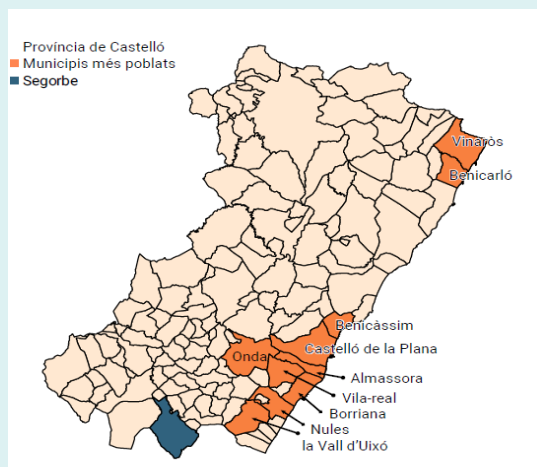 Província de Castelló
Municipis més poblats
Segorbe
Vinaròs
Benicarló
Benicàssim
Onda
Castelló de la Plana
Almassora
Vila-real
Borriana
Nules
la Vall d'Uixó